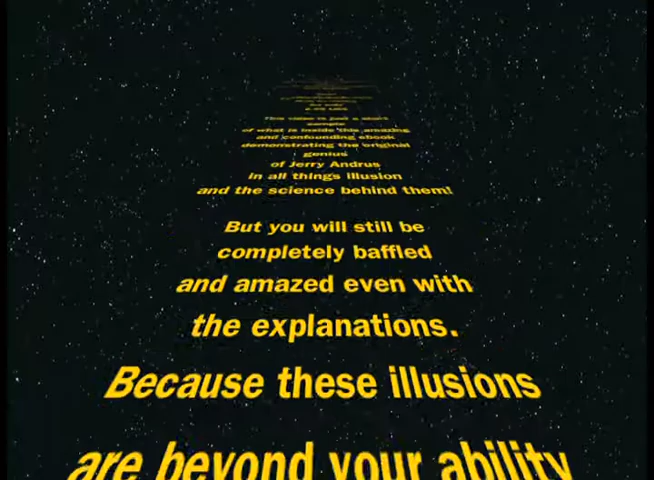 This video is just a short
sample
of what is inside this amazing
and confounding ebook
demonstrating the original
genius
of Jerry Andrus
in all things illusion
and the science behind them!
But you will still be
completely baffled
and amazed even with
the explanations.
Because these illusions
are beyond your ability